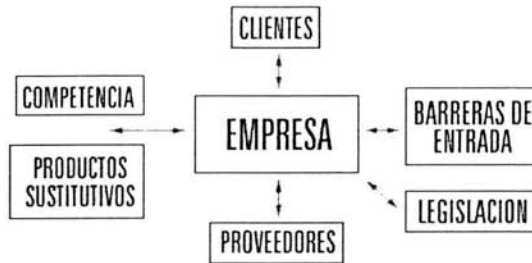 CLIENTES
COMPETENCIA
EMPRESA
BARRERAS DE
ENTRADA
PRODUCTOS
SUSTITUTIVOS
LEGISLACION
PROVEEDORES